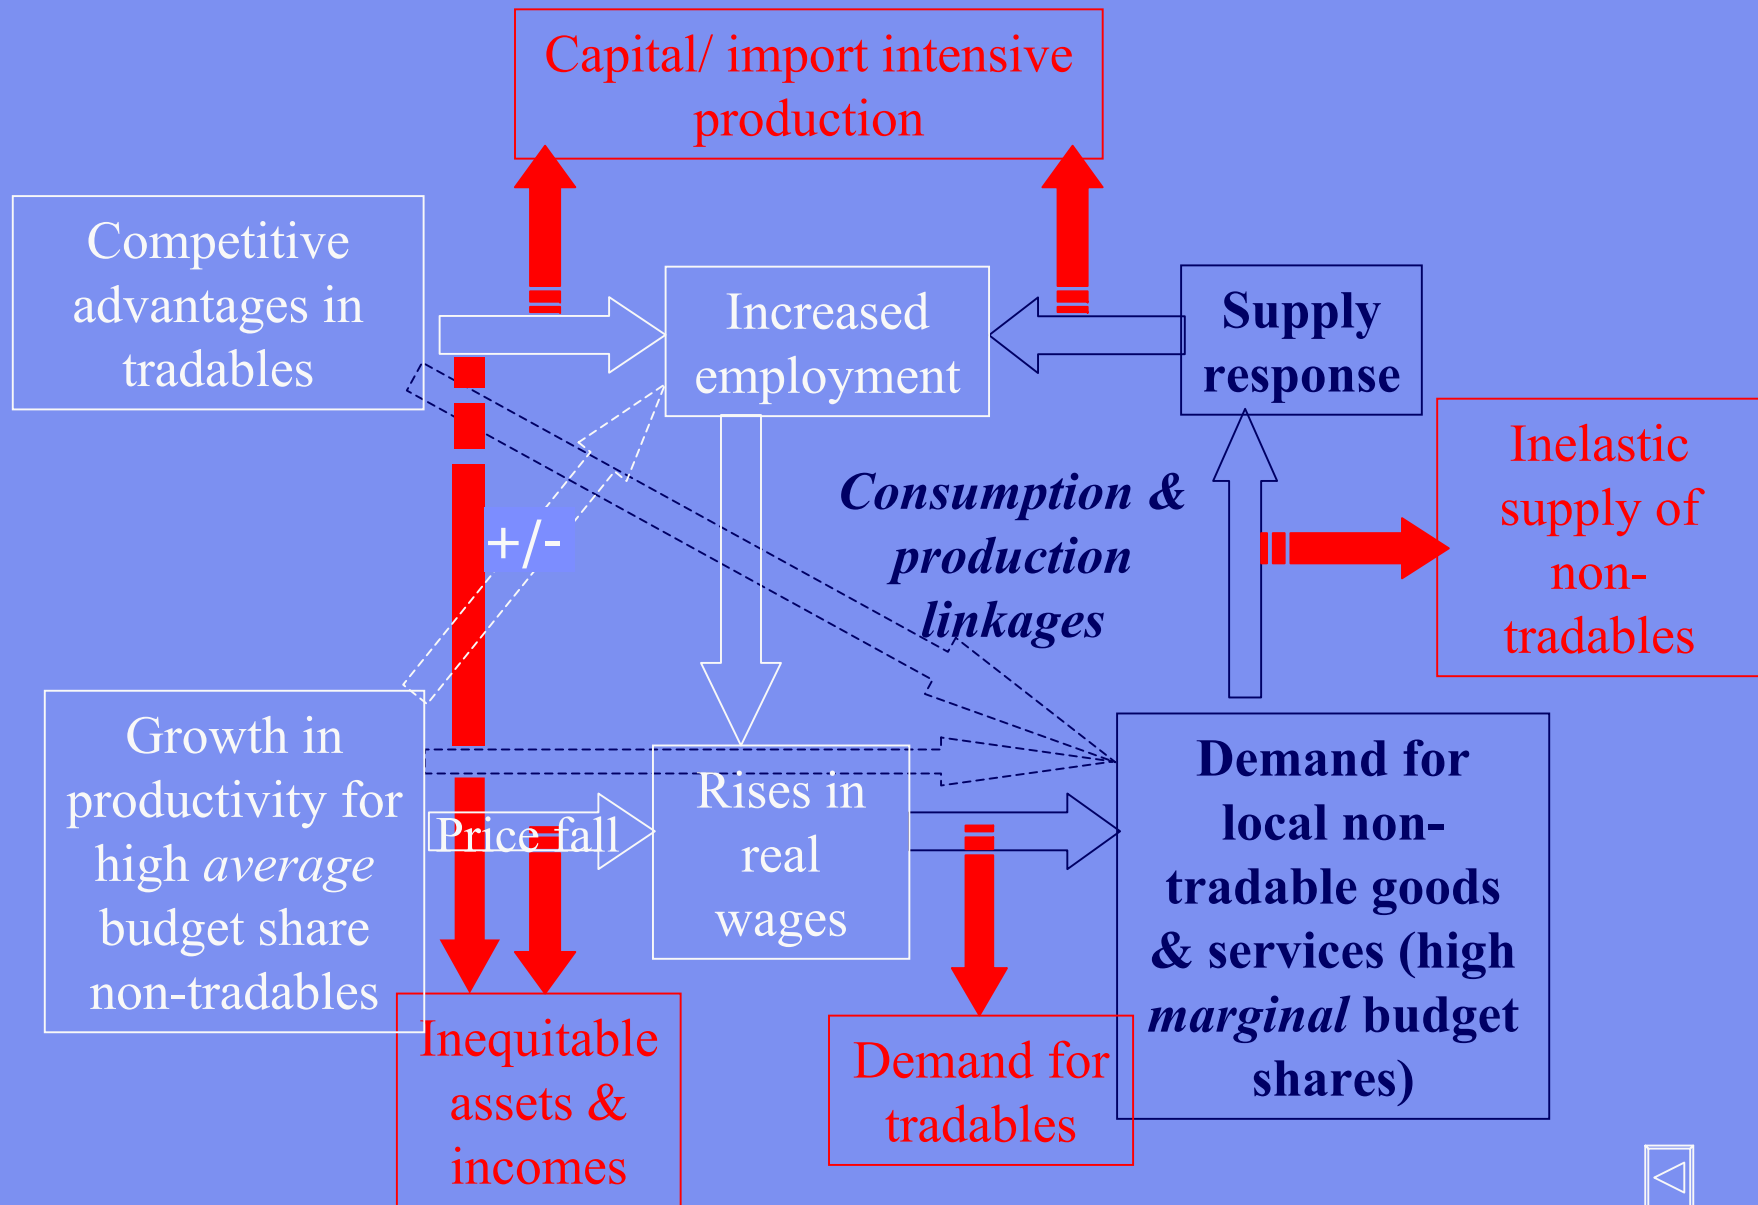 Capital/ import intensive
production
Competitive
advantages in
tradables
Increased
employment
Supply
response
Inelastic
supply of
non-
tradables
Consumption &
production
linkages
+/-
Growth in
productivity for
high average
budget share
non-tradables
Price fall
Rises in
real
wages
Demand for
local non-
tradable goods
& services (high
marginal budget
shares)
Inequitable
assets &
incomes
Demand for
tradables